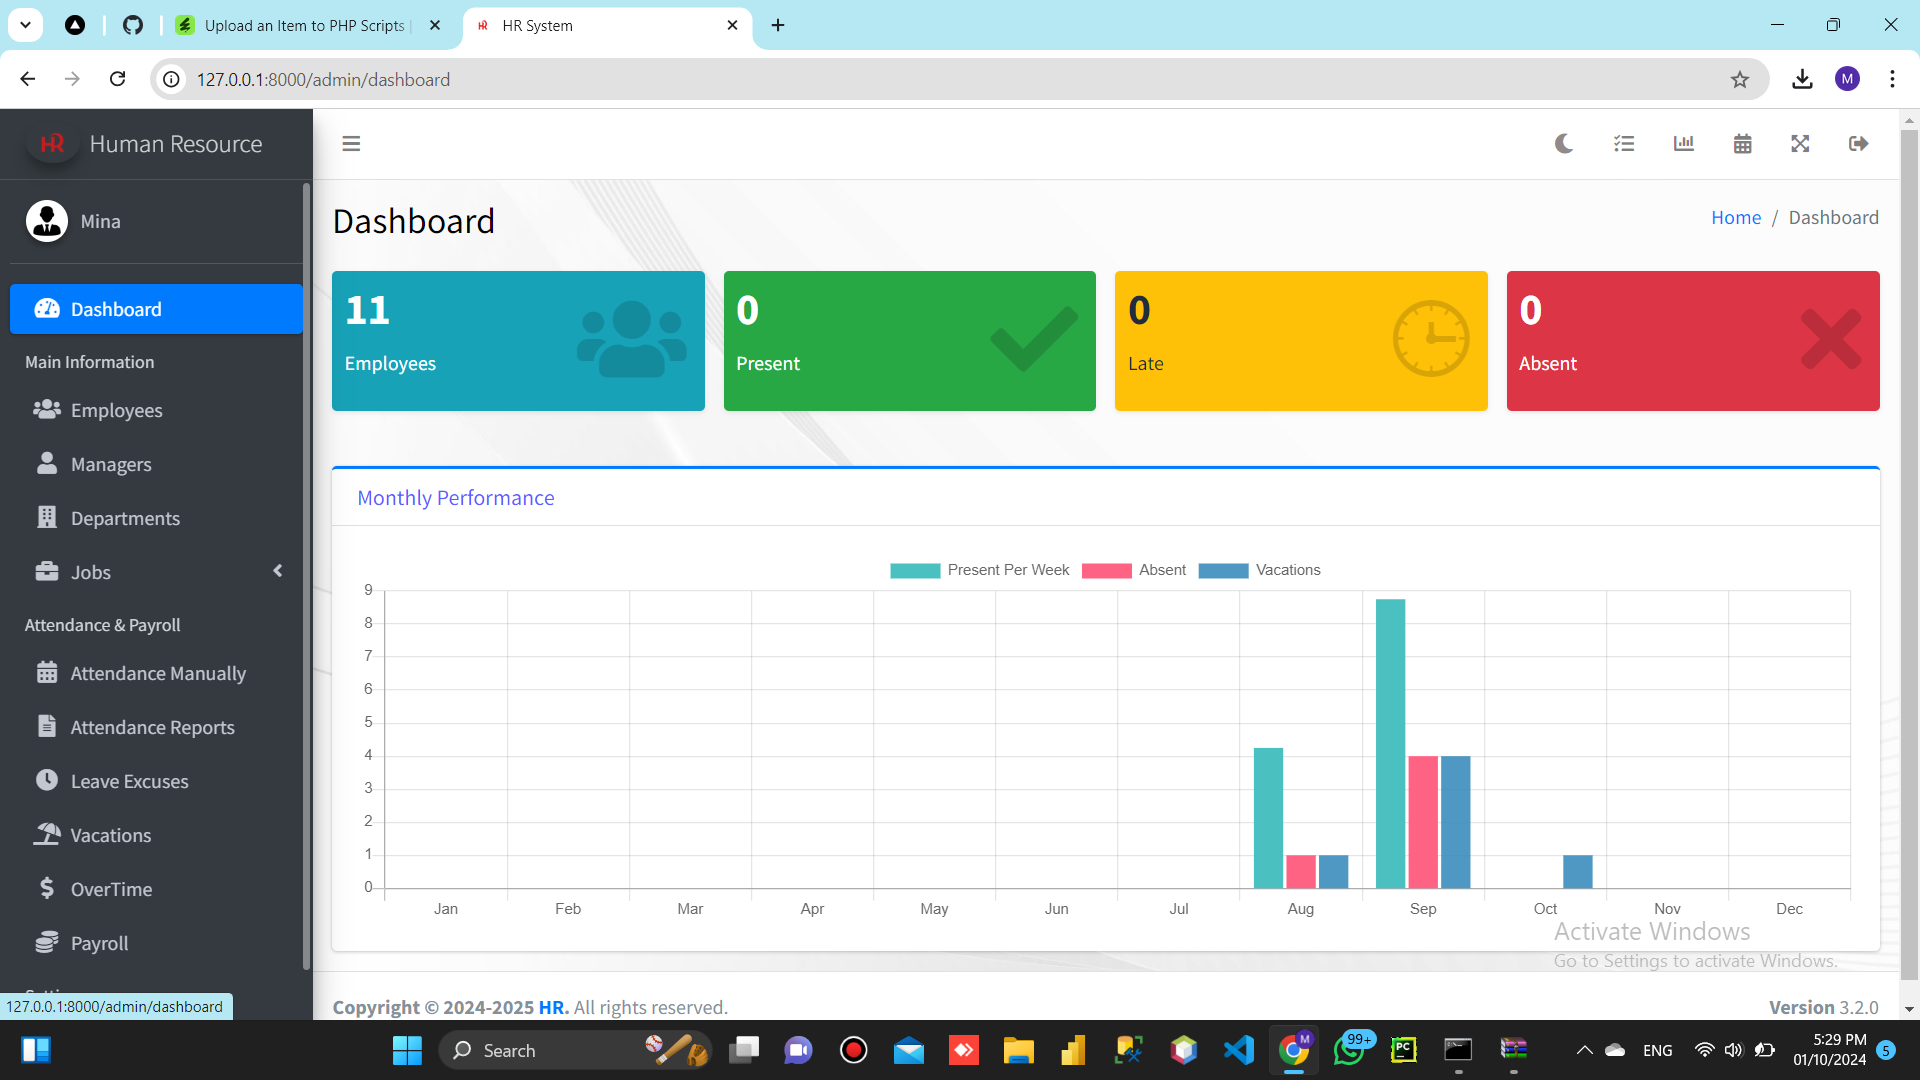 Upload an Item to PHP Scripts
HR System
127.0.0.1:8000/admin/dashboard
M
HR Human Resource
Mina
Dashboard
Main Information
Employees
Managers
Departments
Jobs
Attendance & Payroll
Attendance Manually
Attendance Reports
Leave Excuses
Vacations
OverTime
Payroll
127.0.0.1:8000/admin/dashboard
Dashboard
Home / Dashboard
11
Employees
0
Present
0
Late
0
Absent
Monthly Performance
Present Per Week Absent Vacations
9
8
7
6
5
4
3
2
1
0
Jan Feb Mar Apr May Jun Jul Aug Sep Oct Nov Dec
Activate Windows
Go to Settings to activate Windows.
Copyright © 2024-2025 HR. All rights reserved.
Version 3.2.0
Search
M
99+
PC
ENG
5:29 PM
01/10/2024
5